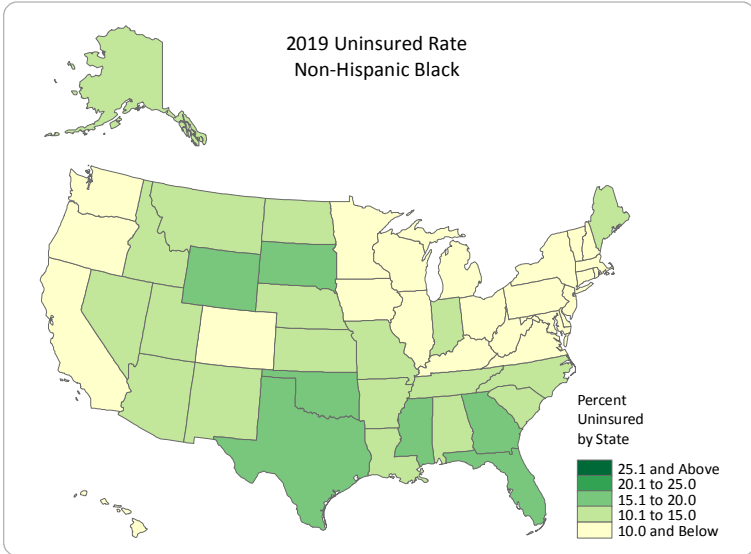 2019 Uninsured Rate
Non-Hispanic Black
Percent
Uninsured
by State
25.1 and Above
20.1 to 25.0
15.1 to 20.0
10.1 to 15.0
10.0 and Below